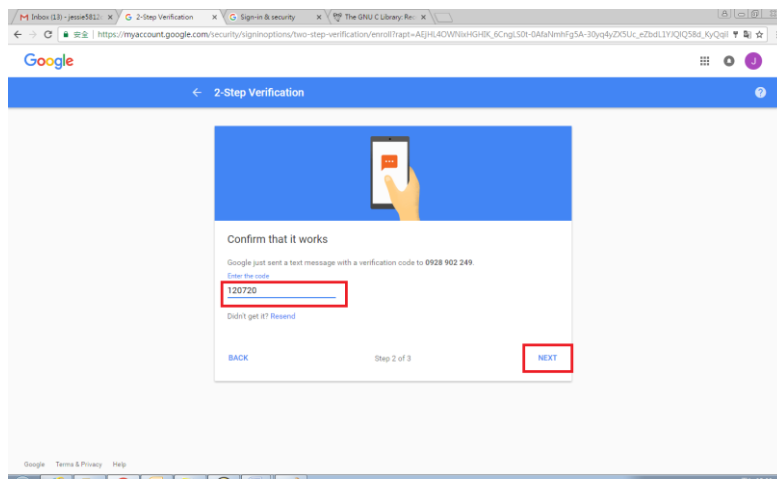 Inbox (13) - jessie5812
2-Step Verification
Sign-in & security
The GNU C Library: Re
安全 | https://myaccount.google.com/security/signinoptions/two-step-verification/enroll?rapt=
Google
J
2-Step Verification
Confirm that it works
Google just sent a text message with a verification code to 0928 902 249.
Enter the code
120720
Didn't get it? Resend
BACK
Step 2 of 3
NEXT
Google Terms & Privacy Help